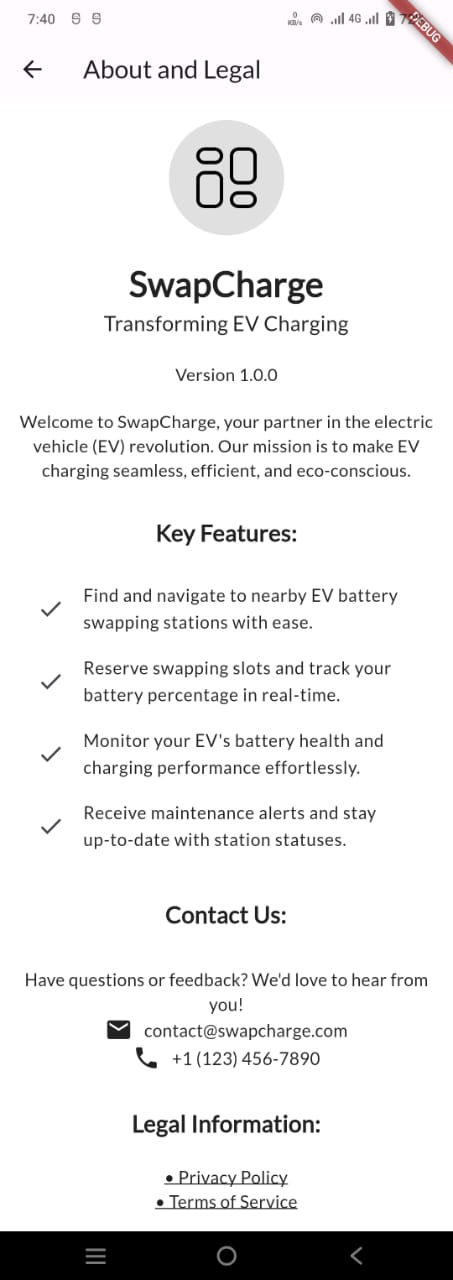 7:40
0
KB/s
4G
DEBUG
About and Legal
SwapCharge
Transforming EV Charging
Version 1.0.0
Welcome to SwapCharge, your partner in the electric
vehicle (EV) revolution. Our mission is to make EV
charging seamless, efficient, and eco-conscious.
Key Features:
Find and navigate to nearby EV battery
swapping stations with ease.
Reserve swapping slots and track your
battery percentage in real-time.
Monitor your EV's battery health and
charging performance effortlessly.
Receive maintenance alerts and stay
up-to-date with station statuses.
Contact Us:
Have questions or feedback? We'd love to hear from
you!
contact@swapcharge.com
+1 (123) 456-7890
Legal Information:
• Privacy Policy
• Terms of Service